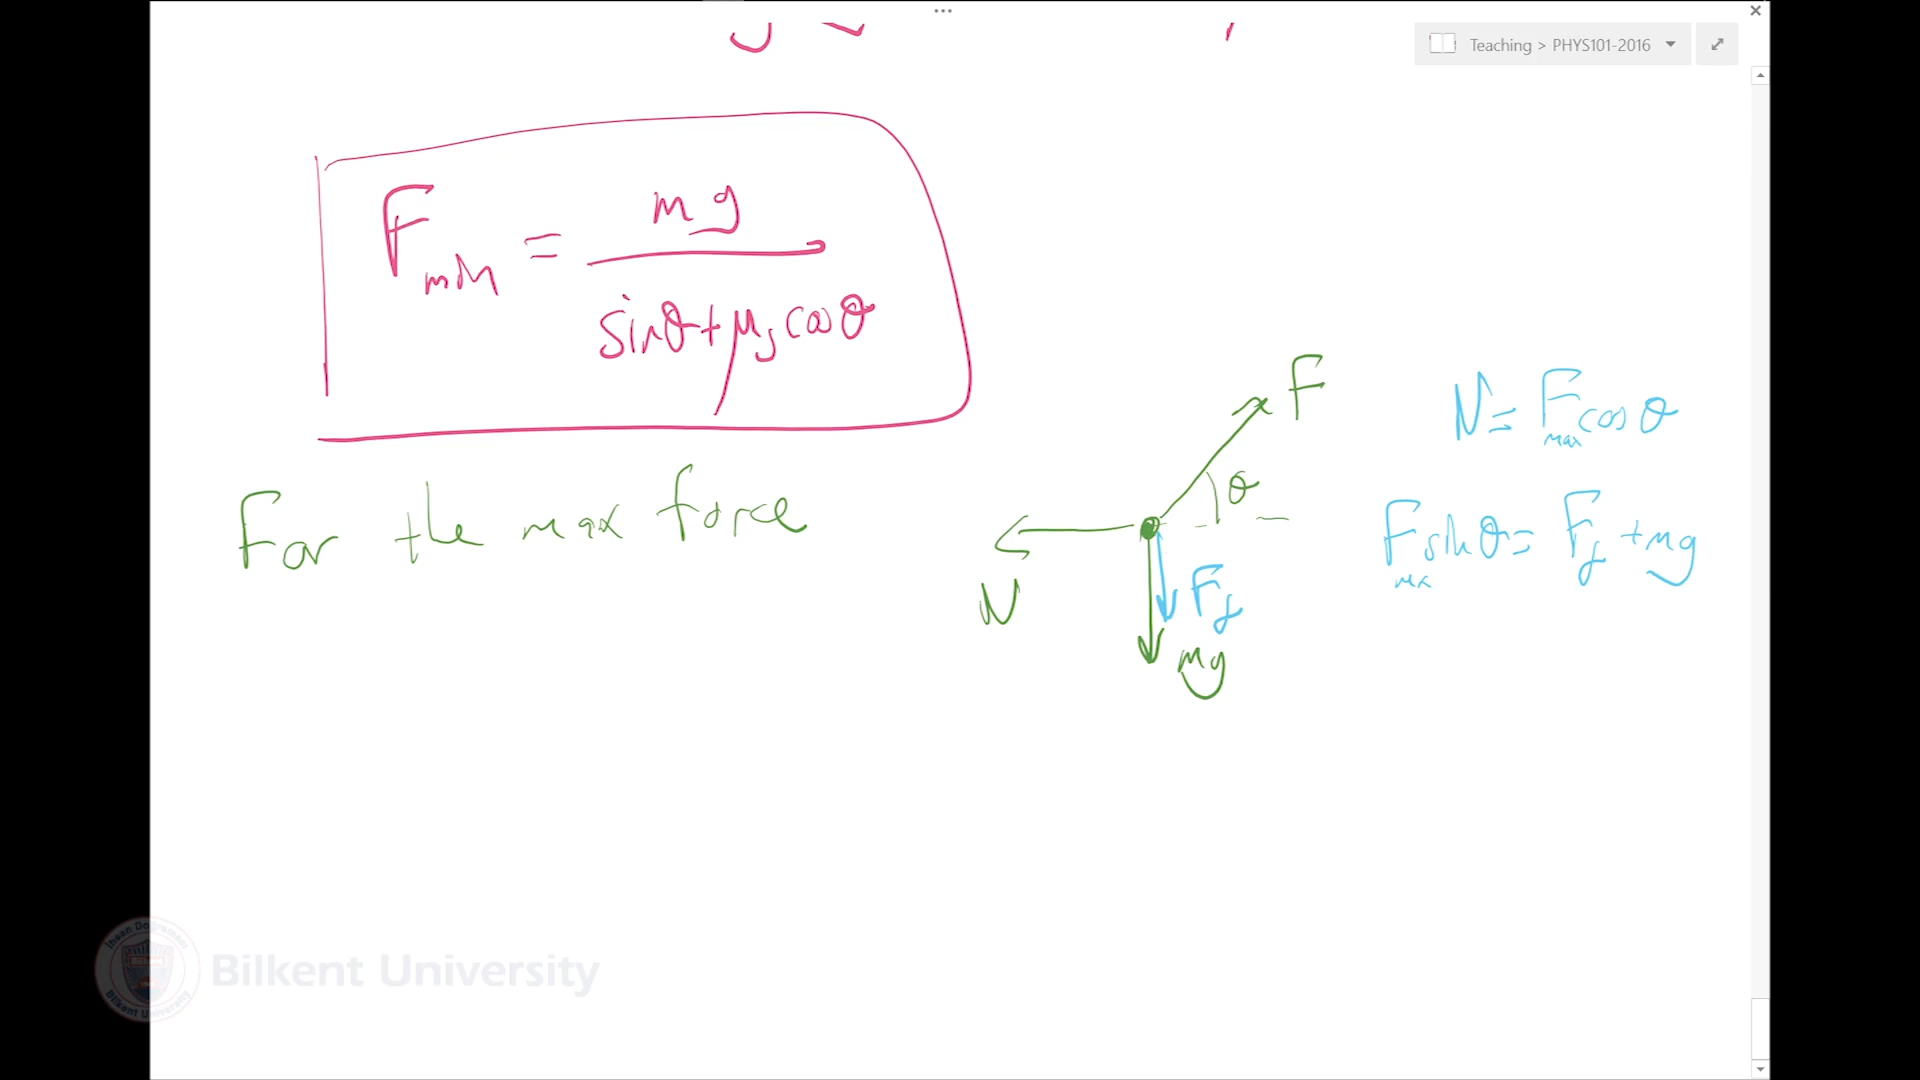 Teaching > PHYS101-2016
F_min = mg / (sinθ + μ_s cosθ)
For the max force
F
θ
N
F_f
mg
N = F_max cosθ
F_max sinθ = F_f + mg
Bilkent University